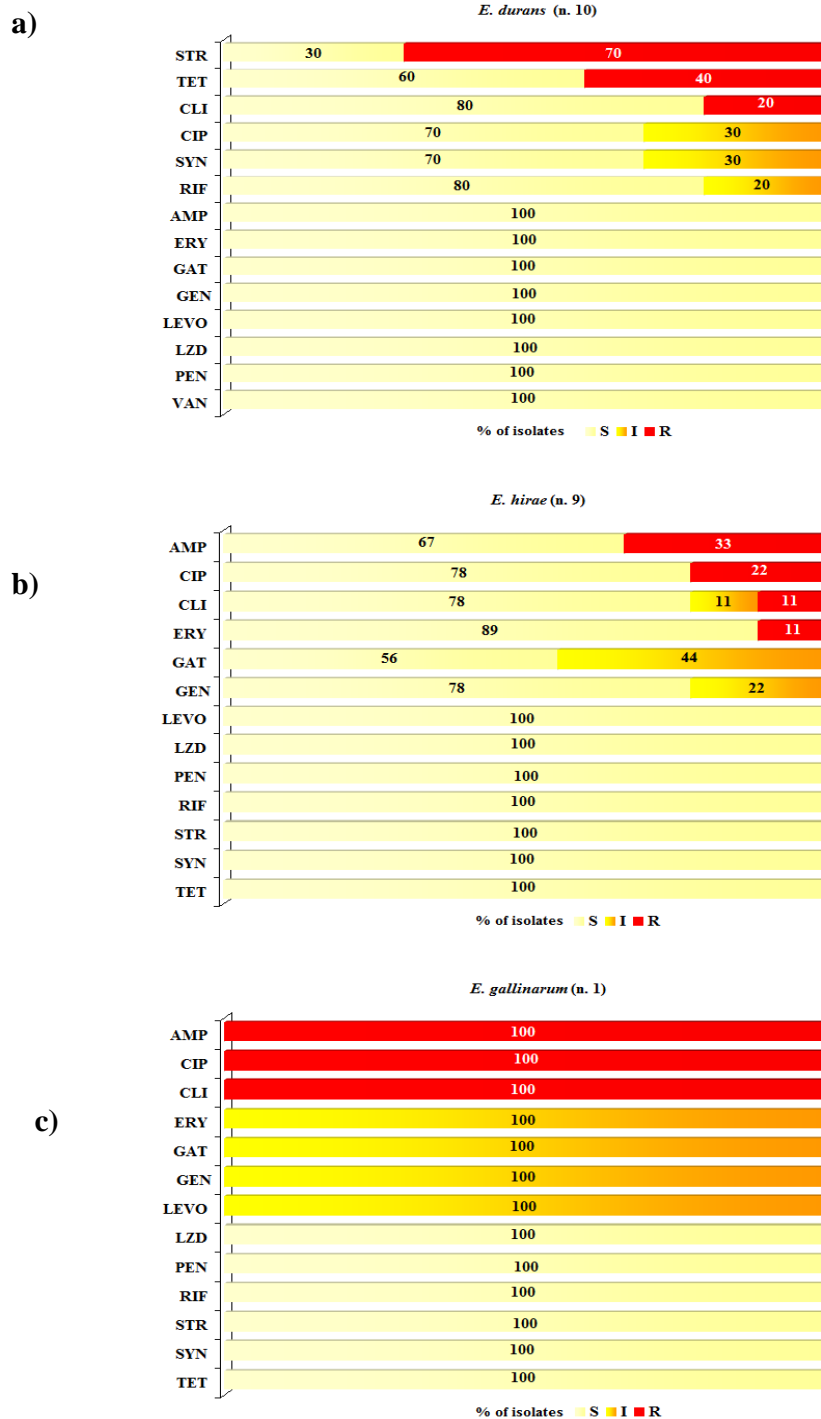 a)
E. durans (n. 10)
STR 30 70
TET 60 40
CLI 80 20
CIP 70 30
SYN 70 30
RIF 80 20
AMP 100
ERY 100
GAT 100
GEN 100
LEVO 100
LZD 100
PEN 100
VAN 100
% of isolates S I R
b)
E. hirae (n. 9)
AMP 67 33
CIP 78 22
CLI 78 11 11
ERY 89 11
GAT 56 44
GEN 78 22
LEVO 100
LZD 100
PEN 100
RIF 100
STR 100
SYN 100
TET 100
% of isolates S I R
c)
E. gallinarum (n. 1)
AMP 100
CIP 100
CLI 100
ERY 100
GAT 100
GEN 100
LEVO 100
LZD 100
PEN 100
RIF 100
STR 100
SYN 100
TET 100
% of isolates S I R